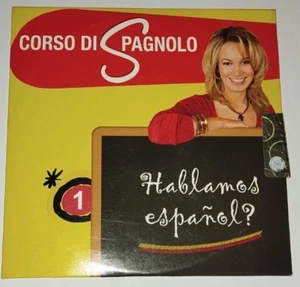 CORSO DI SPAGNOLO
1
Hablamos
español?